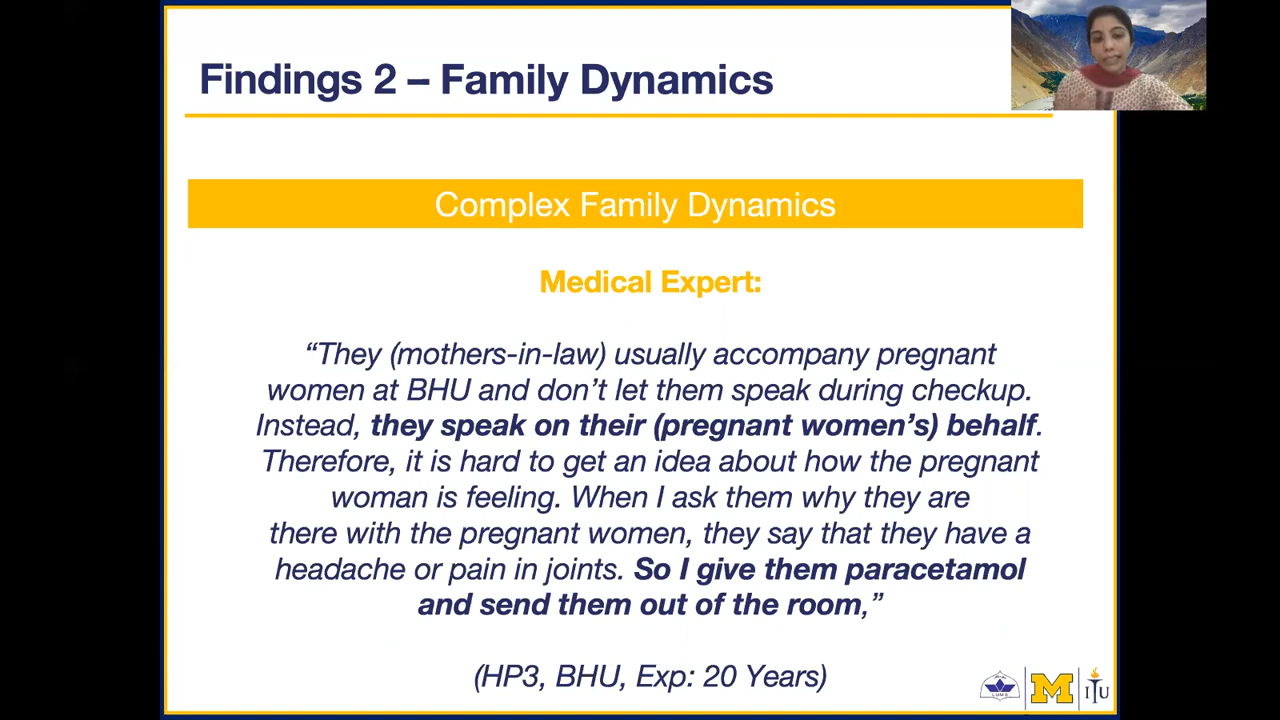 Findings 2 – Family Dynamics
Complex Family Dynamics
Medical Expert:
“They (mothers-in-law) usually accompany pregnant
women at BHU and don’t let them speak during checkup.
Instead, they speak on their (pregnant women’s) behalf.
Therefore, it is hard to get an idea about how the pregnant
woman is feeling. When I ask them why they are
there with the pregnant women, they say that they have a
headache or pain in joints. So I give them paracetamol
and send them out of the room,”
(HP3, BHU, Exp: 20 Years)
LUMS
M
ITU